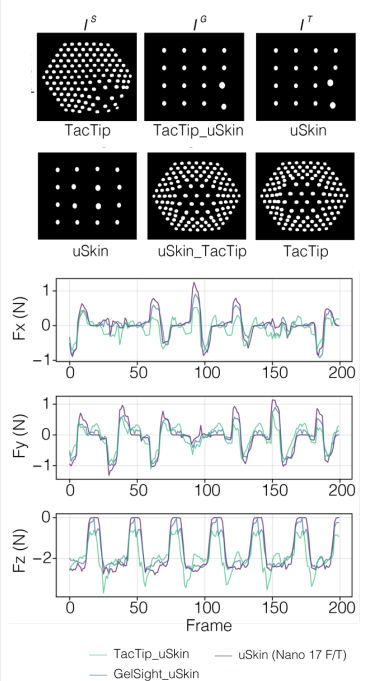 I^S I^G I^T
TacTip TacTip_uSkin uSkin
uSkin uSkin_TacTip TacTip
Fx (N)
1
0
−1
0 50 100 150 200
Fy (N)
1
0
−1
0 50 100 150 200
Fz (N)
0
−2
0 50 100 150 200
Frame
TacTip_uSkin uSkin (Nano 17 F/T)
GelSight_uSkin